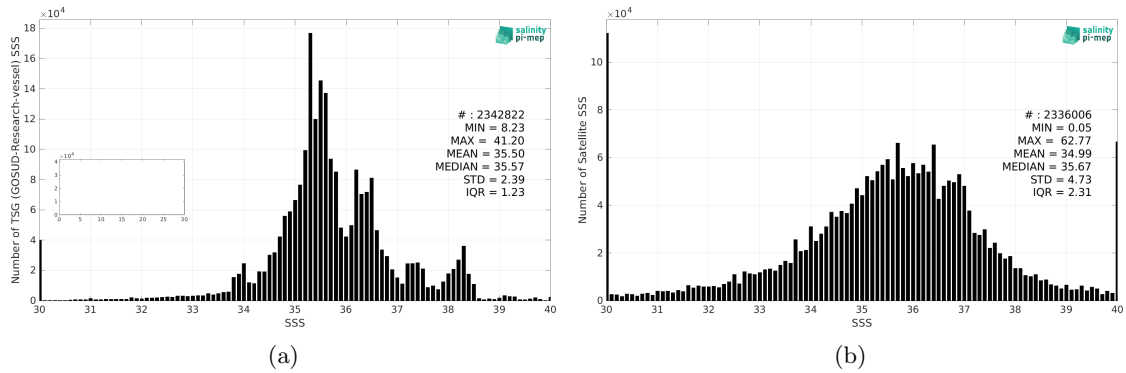 ×10⁴
18
16
14
12
10
8
6
4
2
0
Number of TSG (GOSUD-Research-vessel) SSS
salinity
pi-mep
# : 2342822
MIN = 8.23
MAX = 41.20
MEAN = 35.50
MEDIAN = 35.57
STD = 2.39
IQR = 1.23
×10⁴
4
3
2
1
0
0 5 10 15 20 25 30
30 31 32 33 34 35 36 37 38 39 40
SSS
(a)
×10⁴
10
8
6
4
2
0
Number of Satellite SSS
salinity
pi-mep
# : 2336006
MIN = 0.05
MAX = 62.77
MEAN = 34.99
MEDIAN = 35.67
STD = 4.73
IQR = 2.31
30 31 32 33 34 35 36 37 38 39 40
SSS
(b)